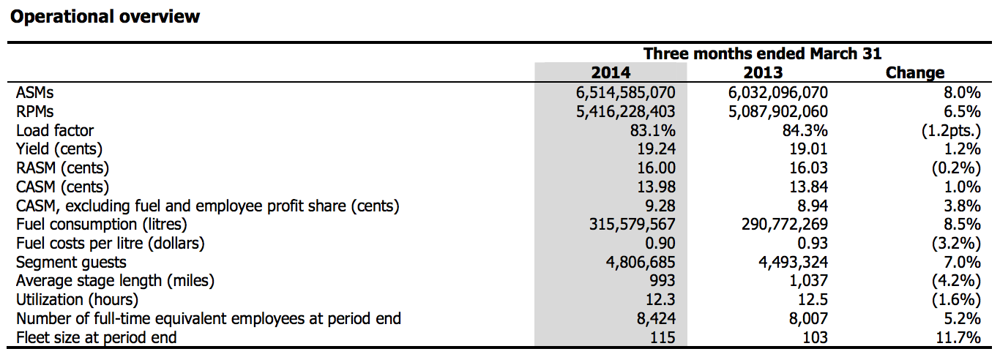 Operational overview
Three months ended March 31
2014 2013 Change
ASMs 6,514,585,070 6,032,096,070 8.0%
RPMs 5,416,228,403 5,087,902,060 6.5%
Load factor 83.1% 84.3% (1.2pts.)
Yield (cents) 19.24 19.01 1.2%
RASM (cents) 16.00 16.03 (0.2%)
CASM (cents) 13.98 13.84 1.0%
CASM, excluding fuel and employee profit share (cents) 9.28 8.94 3.8%
Fuel consumption (litres) 315,579,567 290,772,269 8.5%
Fuel costs per litre (dollars) 0.90 0.93 (3.2%)
Segment guests 4,806,685 4,493,324 7.0%
Average stage length (miles) 993 1,037 (4.2%)
Utilization (hours) 12.3 12.5 (1.6%)
Number of full-time equivalent employees at period end 8,424 8,007 5.2%
Fleet size at period end 115 103 11.7%